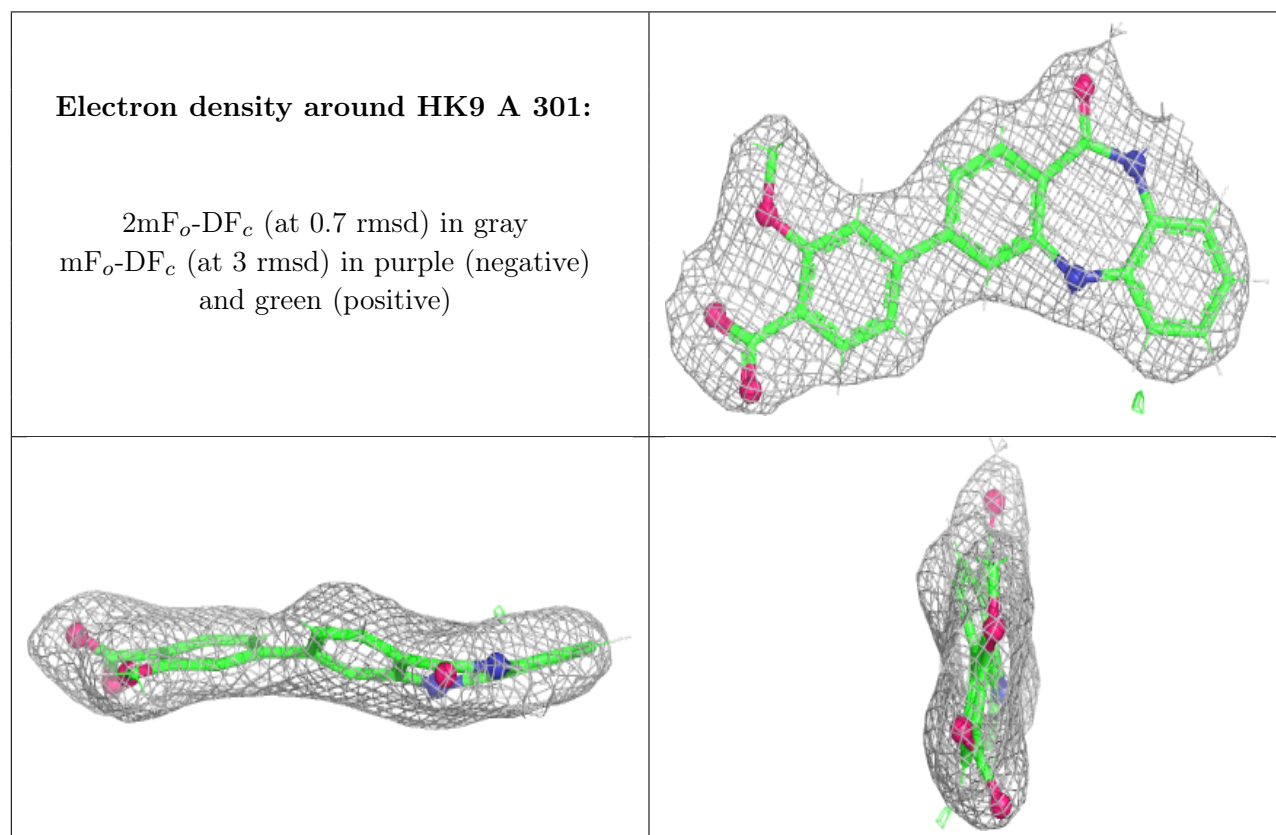 Electron density around HK9 A 301:
2mFo-DFc (at 0.7 rmsd) in gray
mFo-DFc (at 3 rmsd) in purple (negative)
and green (positive)